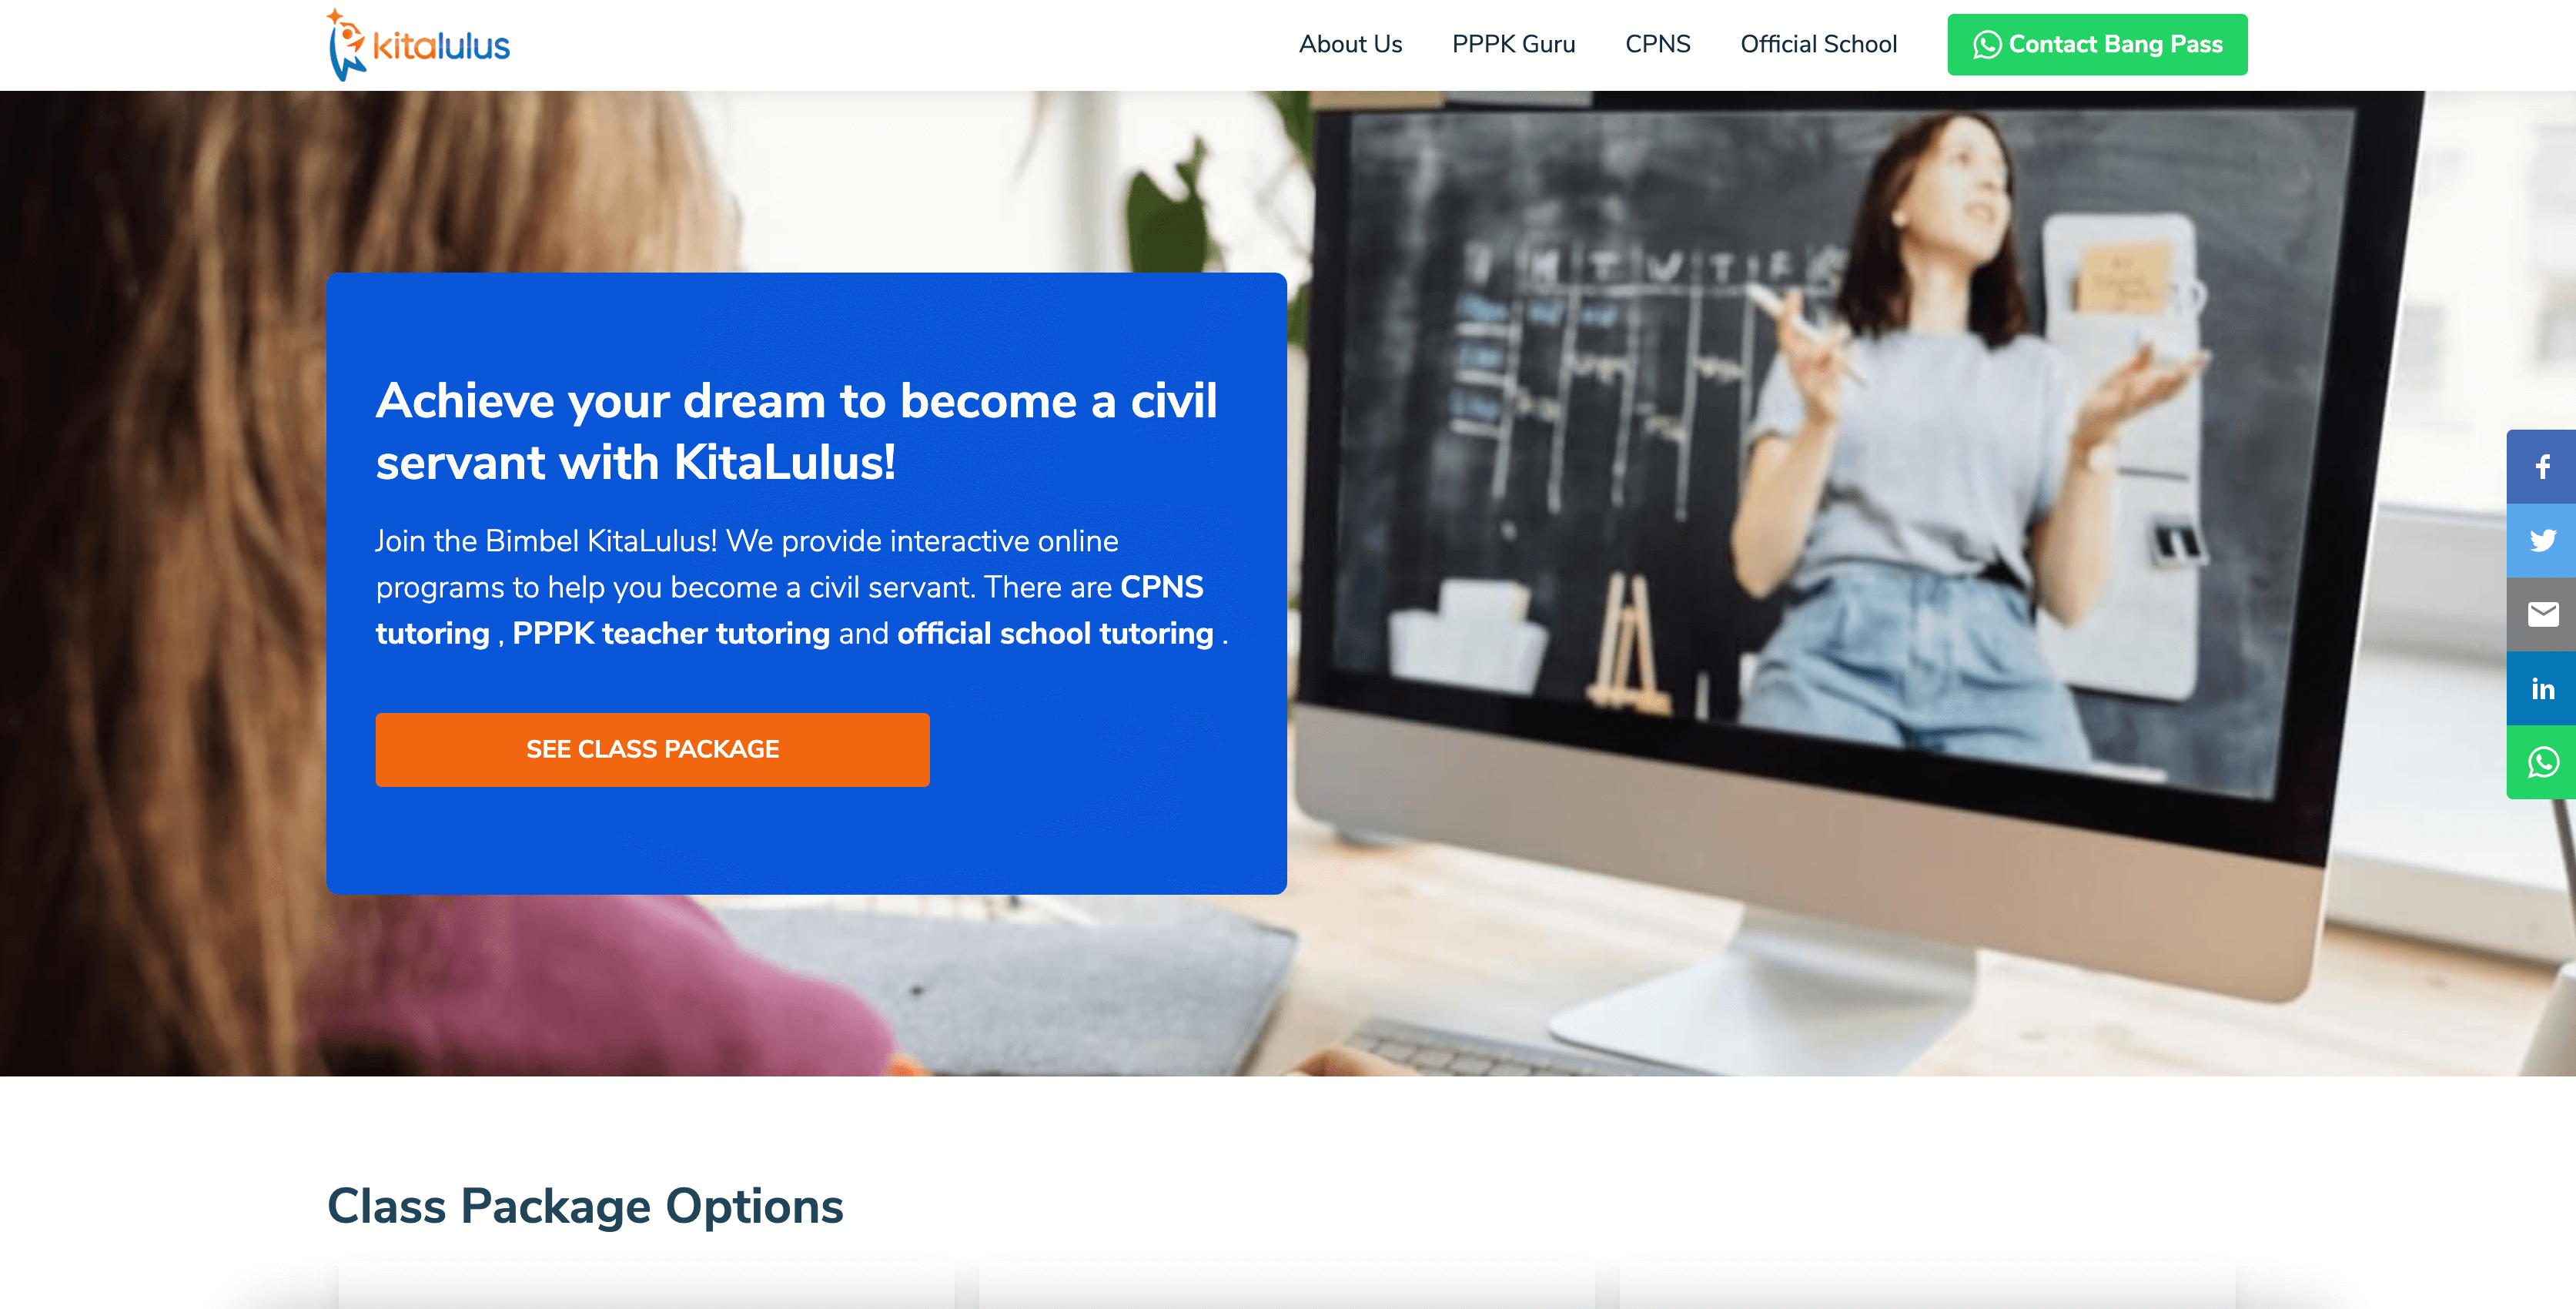 kitalulus
About Us
PPPK Guru
CPNS
Official School
Contact Bang Pass
Achieve your dream to become a civil
servant with KitaLulus!
Join the Bimbel KitaLulus! We provide interactive online
programs to help you become a civil servant. There are CPNS
tutoring , PPPK teacher tutoring and official school tutoring .
SEE CLASS PACKAGE
Class Package Options